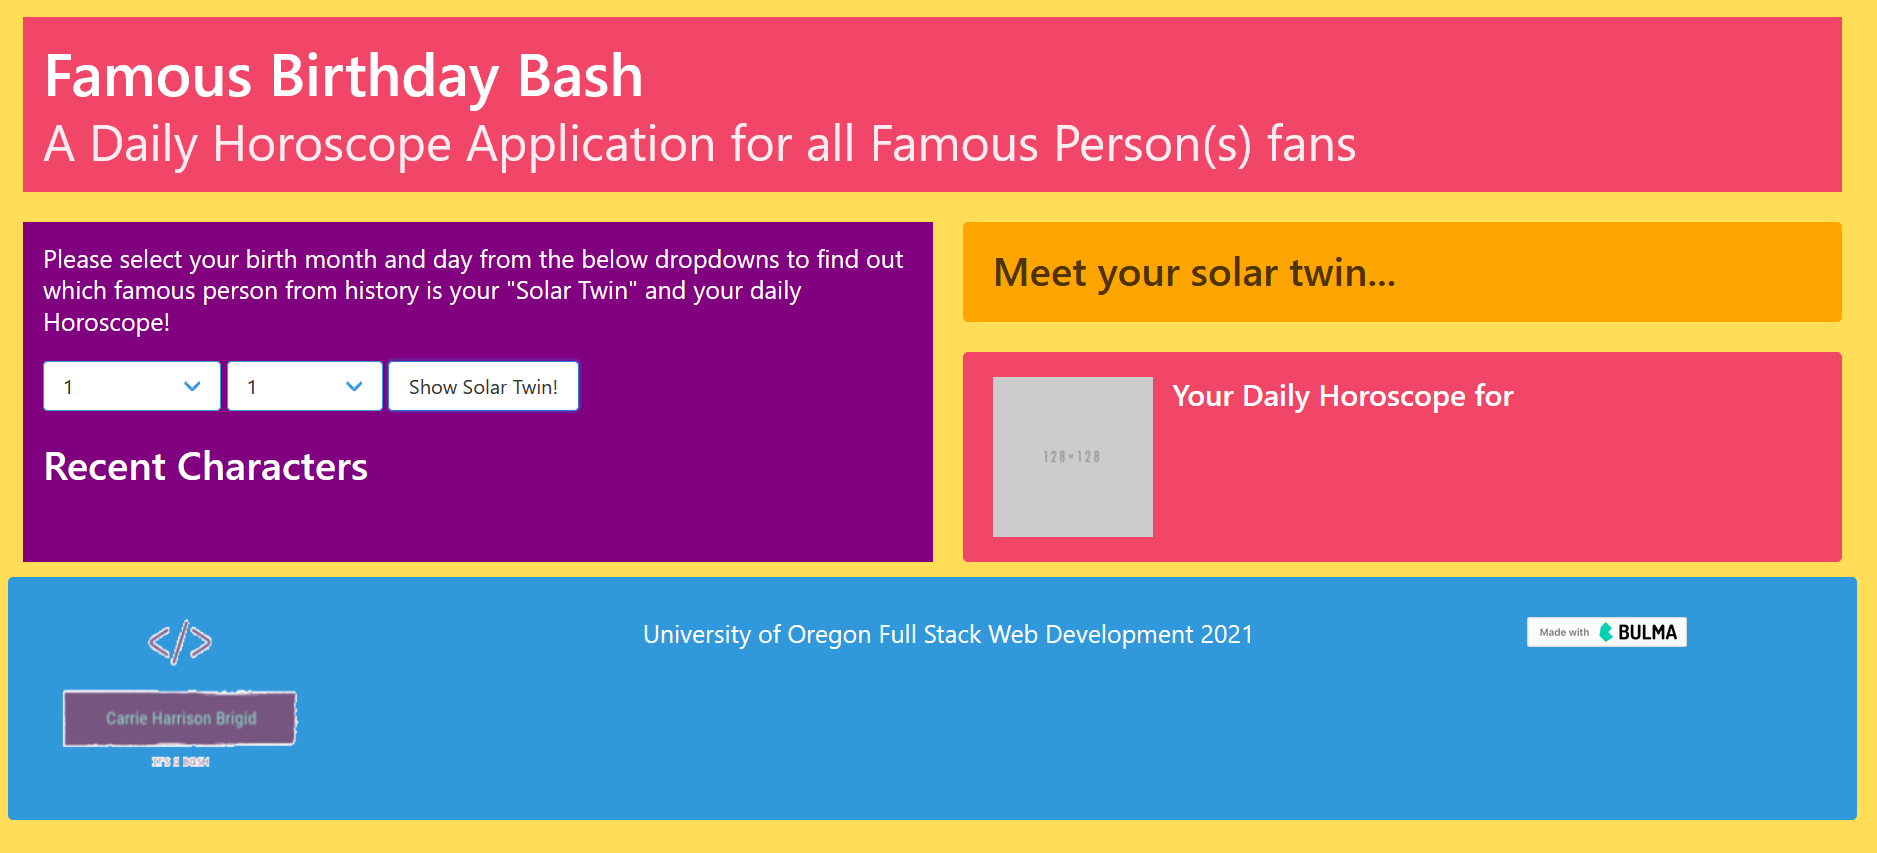 Famous Birthday Bash
A Daily Horoscope Application for all Famous Person(s) fans
Please select your birth month and day from the below dropdowns to find out
which famous person from history is your "Solar Twin" and your daily
Horoscope!
1
1
Show Solar Twin!
Recent Characters
Meet your solar twin...
128×128
Your Daily Horoscope for
</>
Carrie Harrison Brigid
University of Oregon Full Stack Web Development 2021
Made with BULMA